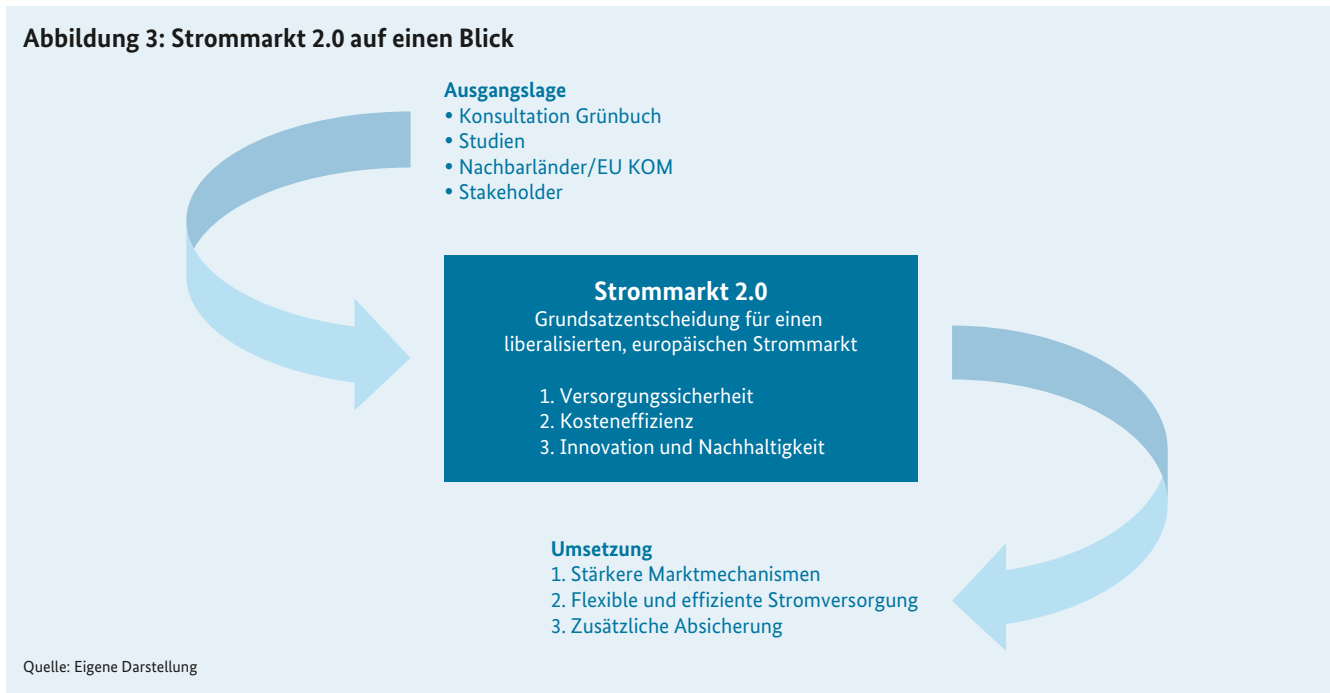 Abbildung 3: Strommarkt 2.0 auf einen Blick
Ausgangslage
• Konsultation Grünbuch
• Studien
• Nachbarländer/EU KOM
• Stakeholder
Strommarkt 2.0
Grundsatzentscheidung für einen
liberalisierten, europäischen Strommarkt
1. Versorgungssicherheit
2. Kosteneffizienz
3. Innovation und Nachhaltigkeit
Umsetzung
1. Stärkere Marktmechanismen
2. Flexible und effiziente Stromversorgung
3. Zusätzliche Absicherung
Quelle: Eigene Darstellung